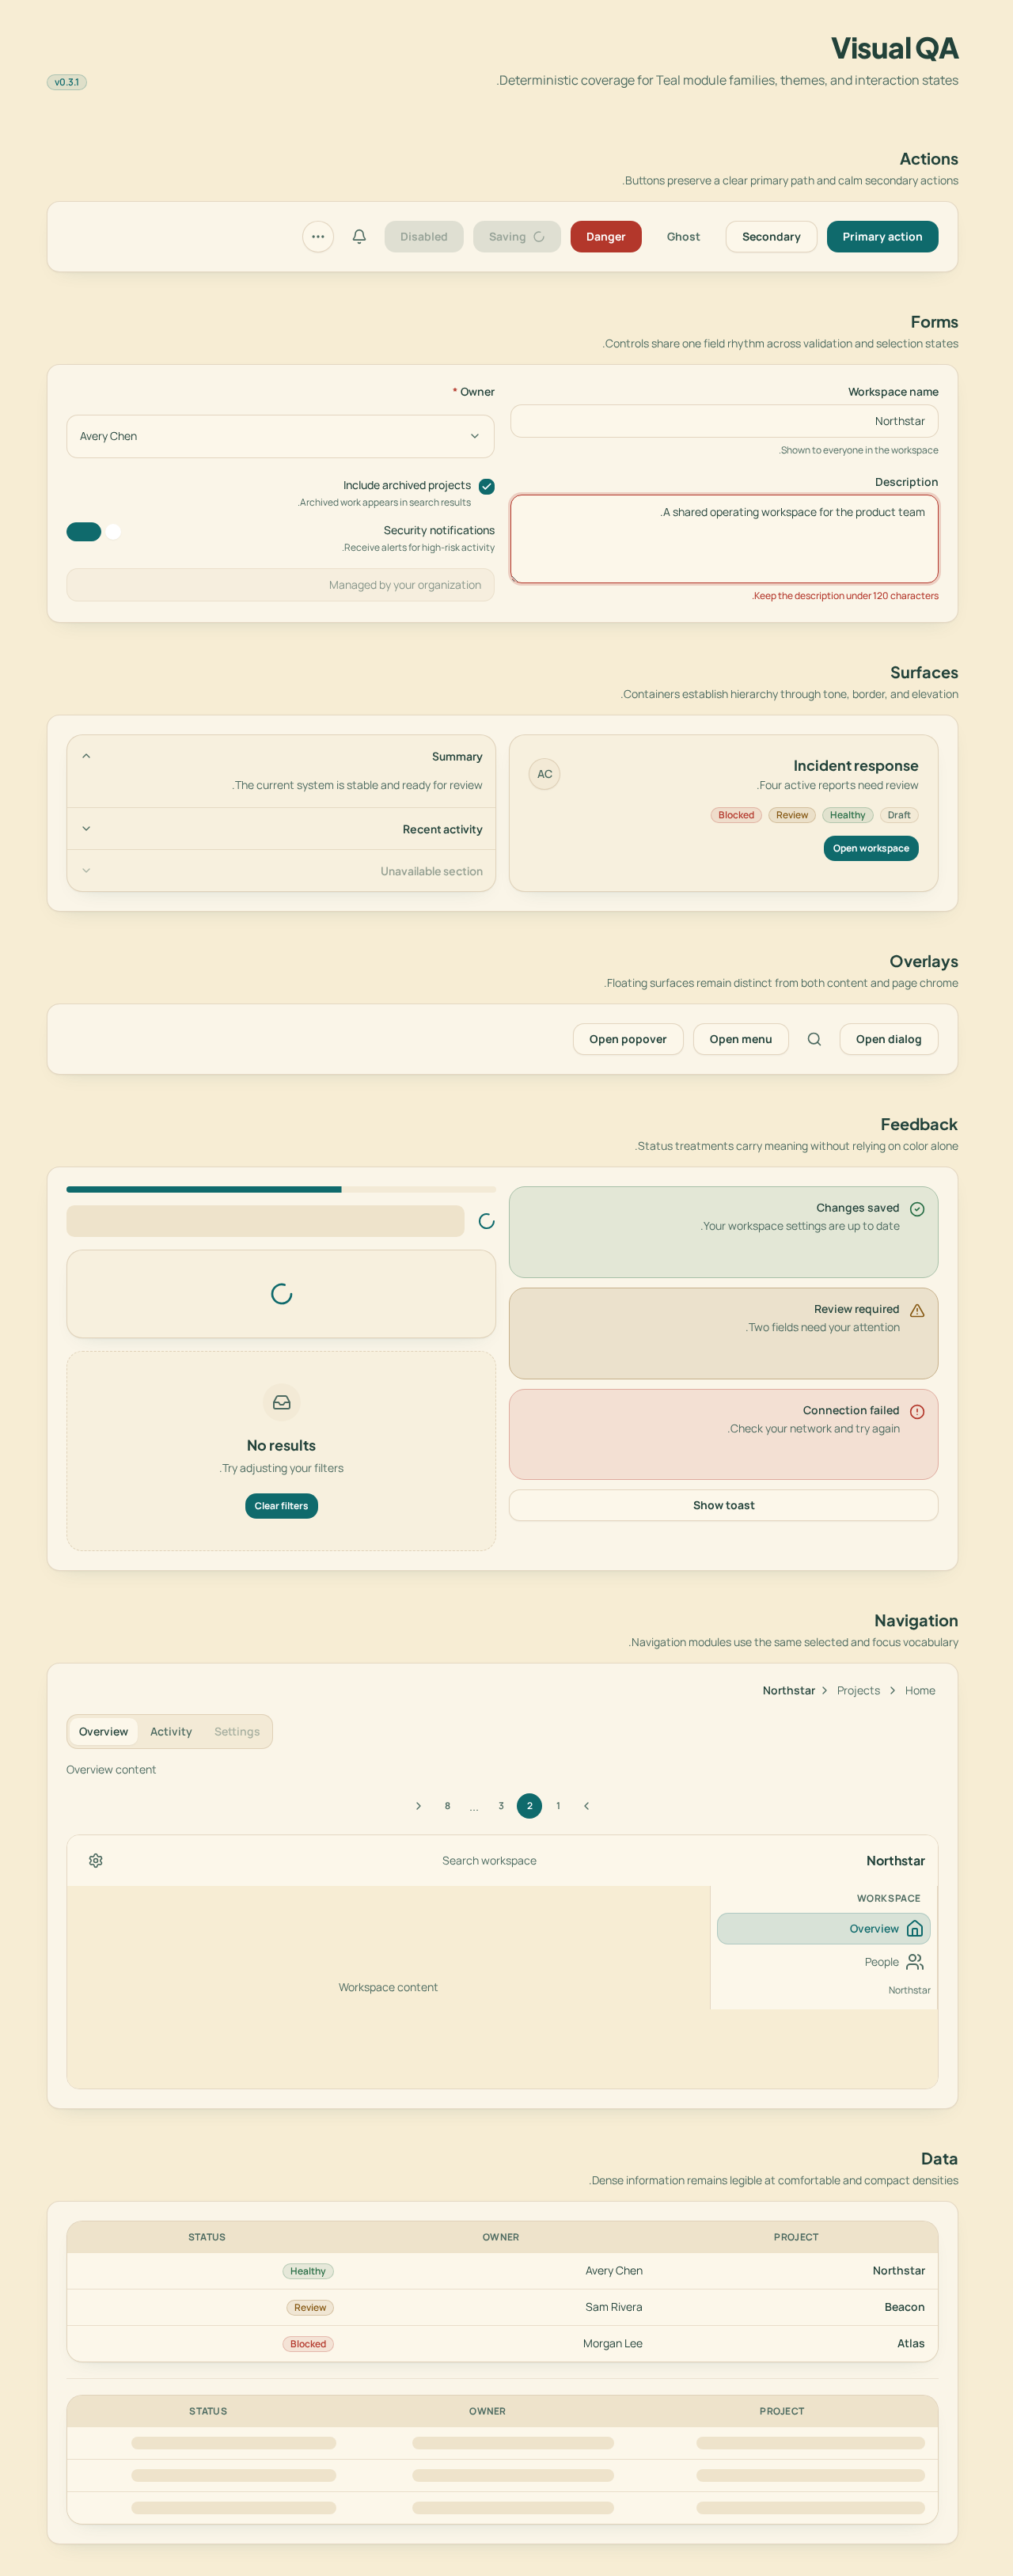 Visual QA
.Deterministic coverage for Teal module families, themes, and interaction states
v0.3.1
Actions
.Buttons preserve a clear primary path and calm secondary actions
Primary action
Secondary
Ghost
Danger
Saving
Disabled
Forms
.Controls share one field rhythm across validation and selection states
Workspace name
Northstar
.Shown to everyone in the workspace
Description
.A shared operating workspace for the product team
.Keep the description under 120 characters
* Owner
Avery Chen
Include archived projects
.Archived work appears in search results
Security notifications
.Receive alerts for high-risk activity
Managed by your organization
Surfaces
.Containers establish hierarchy through tone, border, and elevation
Incident response
.Four active reports need review
AC
Draft
Healthy
Review
Blocked
Open workspace
Summary
.The current system is stable and ready for review
Recent activity
Unavailable section
Overlays
.Floating surfaces remain distinct from both content and page chrome
Open dialog
Open menu
Open popover
Feedback
.Status treatments carry meaning without relying on color alone
Changes saved
.Your workspace settings are up to date
Review required
.Two fields need your attention
Connection failed
.Check your network and try again
Show toast
No results
.Try adjusting your filters
Clear filters
Navigation
.Navigation modules use the same selected and focus vocabulary
Home
Projects
Northstar
Overview
Activity
Settings
Overview content
1
2
3
...
8
Northstar
Search workspace
WORKSPACE
Overview
People
Northstar
Workspace content
Data
.Dense information remains legible at comfortable and compact densities
PROJECT
OWNER
STATUS
Northstar
Avery Chen
Healthy
Beacon
Sam Rivera
Review
Atlas
Morgan Lee
Blocked
PROJECT
OWNER
STATUS